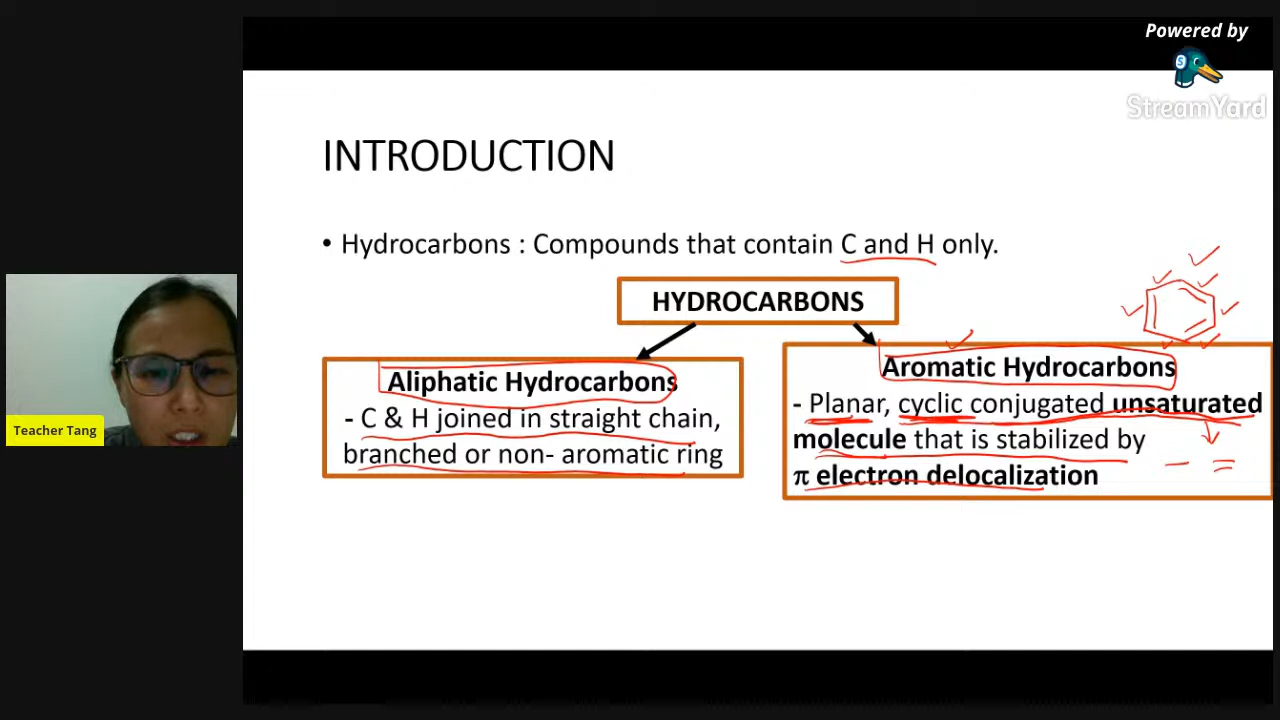 Powered by
StreamYard
INTRODUCTION
• Hydrocarbons : Compounds that contain C and H only.
HYDROCARBONS
Aliphatic Hydrocarbons
- C & H joined in straight chain,
branched or non- aromatic ring
Aromatic Hydrocarbons
- Planar, cyclic conjugated unsaturated
molecule that is stabilized by
π electron delocalization
Teacher Tang